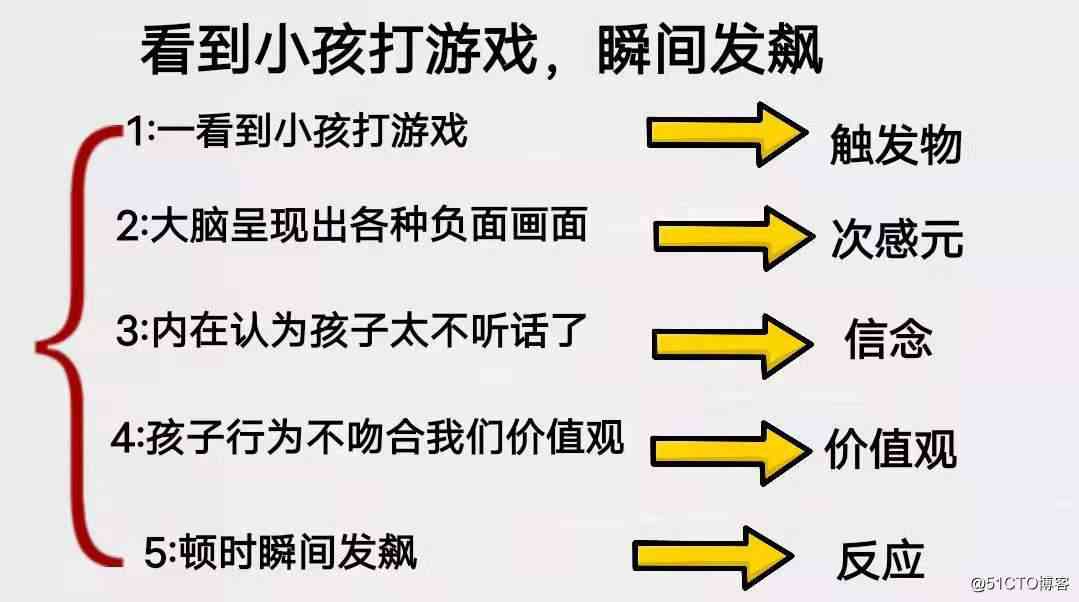 看到小孩打游戏，瞬间发飙
1:一看到小孩打游戏 触发物
2:大脑呈现出各种负面画面 次感元
3:内在认为孩子太不听话了 信念
4:孩子行为不吻合我们价值观 价值观
5:顿时瞬间发飙 反应
@51CTO博客